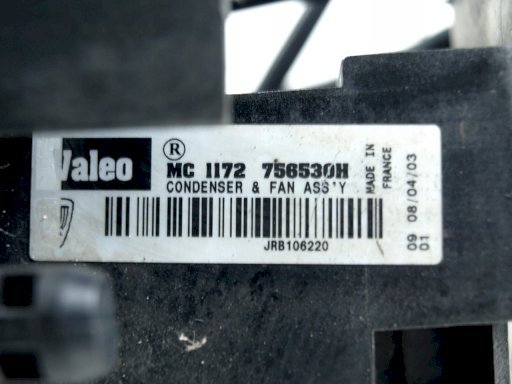 Valeo ®
MC 1172 756530H
CONDENSER & FAN ASS'Y
JRB106220
MADE IN
FRANCE
09 08/04/03
01